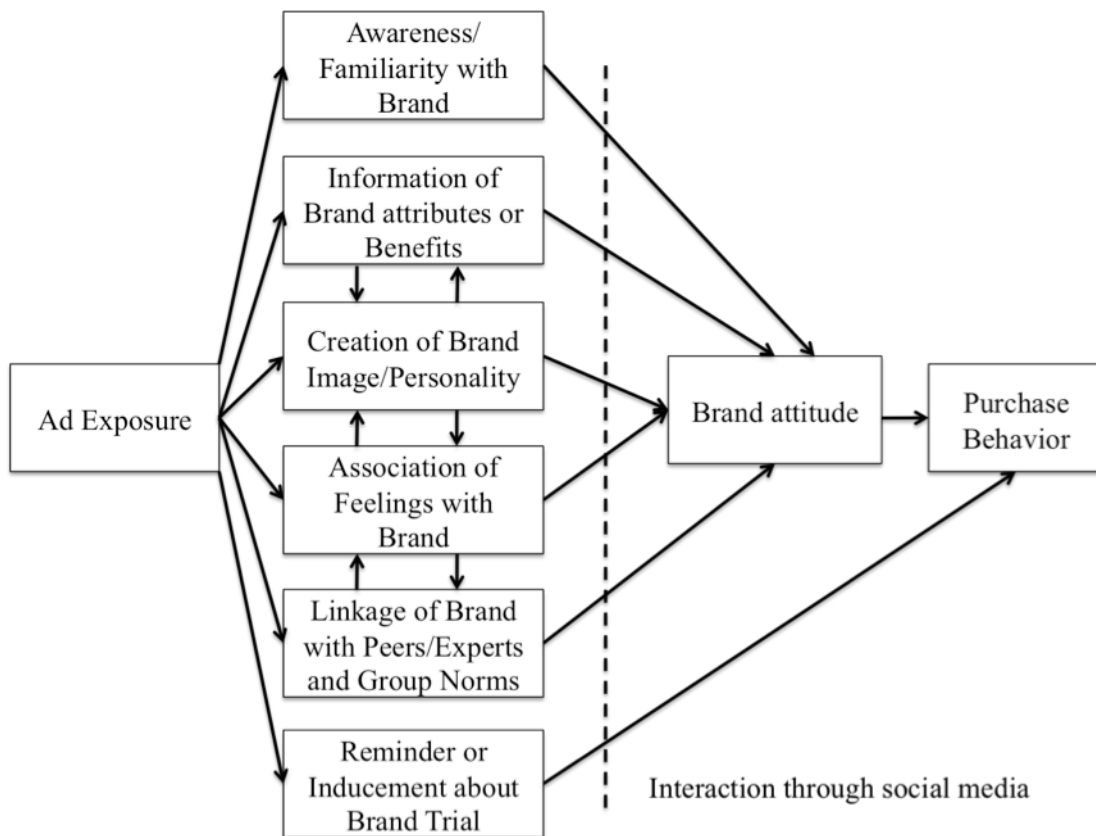 Awareness/
Familiarity with
Brand
Information of
Brand attributes or
Benefits
Creation of Brand
Image/Personality
Ad Exposure
Association of
Feelings with
Brand
Linkage of Brand
with Peers/Experts
and Group Norms
Reminder or
Inducement about
Brand Trial
Brand attitude
Purchase
Behavior
Interaction through social media